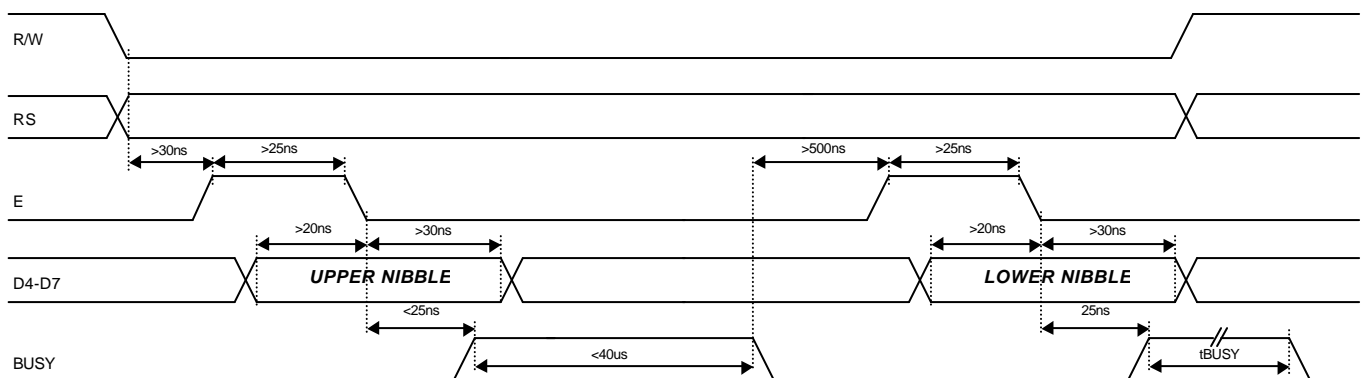 R/W
RS
>30ns >25ns >500ns >25ns
E
>20ns >30ns >20ns >30ns
D4-D7 UPPER NIBBLE LOWER NIBBLE
<25ns 25ns
BUSY <40us tBUSY